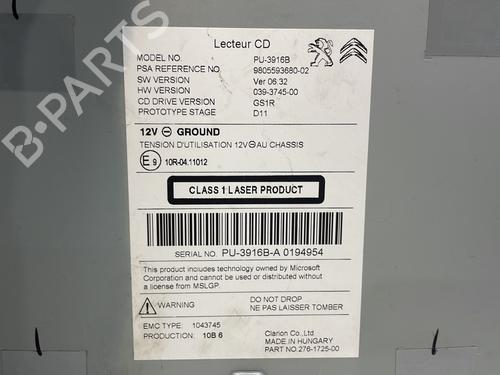 B-PARTS
Lecteur CD
MODEL NO. PU-3916B
PSA REFERENCE NO. 9805593680-02
SW VERSION Ver 06:32
HW VERSION 039-3745-00
CD DRIVE VERSION GS1R
PROTOTYPE STAGE D11
12V ⊖ GROUND
TENSION D'UTILISATION 12V⊖AU CHASSIS
E9 10R-04.11012
CLASS 1 LASER PRODUCT
SERIAL NO. PU-3916B-A 0194954
This product includes technology owned by Microsoft
Corporation and cannot be used or distributed
without a license from MSLGP.
WARNING DO NOT DROP
NE PAS LAISSER TOMBER
EMC TYPE: 1043745
PRODUCTION: 10B 6
Clarion Co.,Ltd
MADE IN HUNGARY
PART NO.276-1725-00